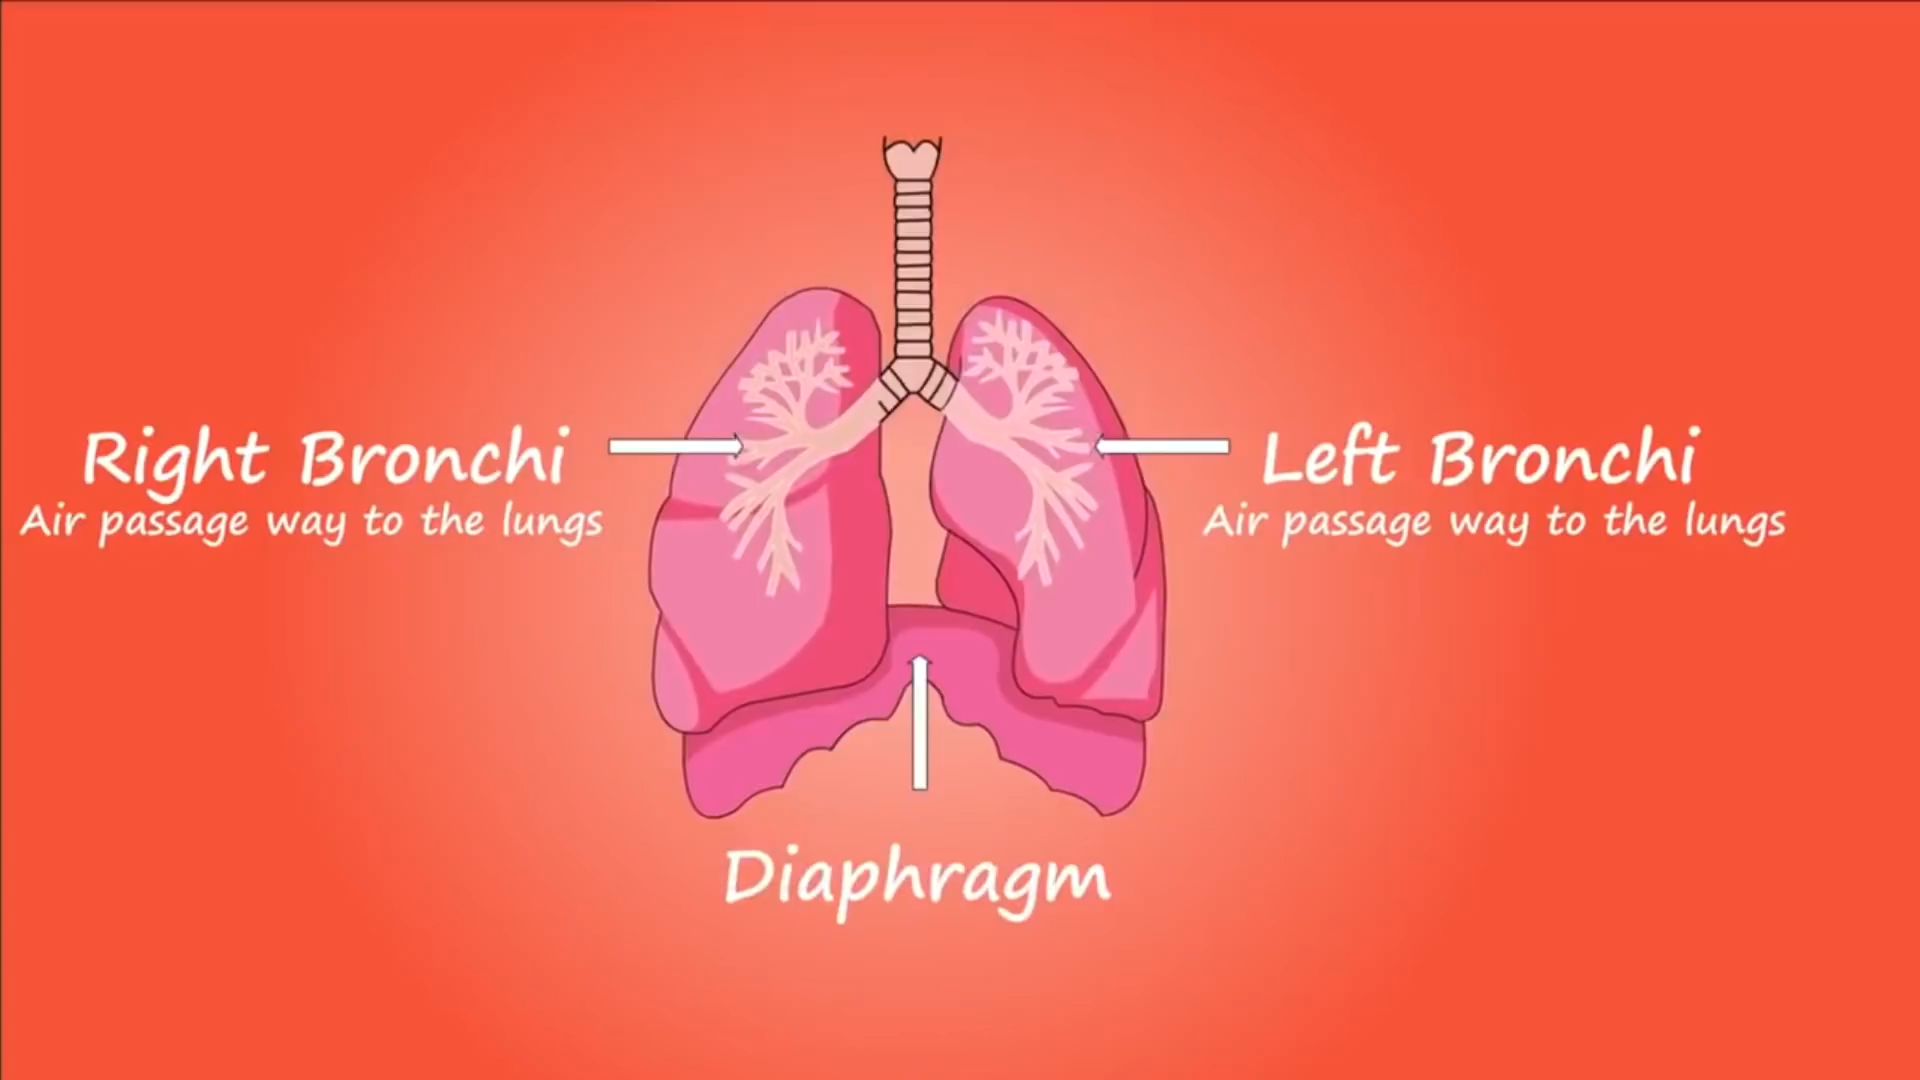 Right Bronchi
Air passage way to the lungs
Left Bronchi
Air passage way to the lungs
Diaphragm